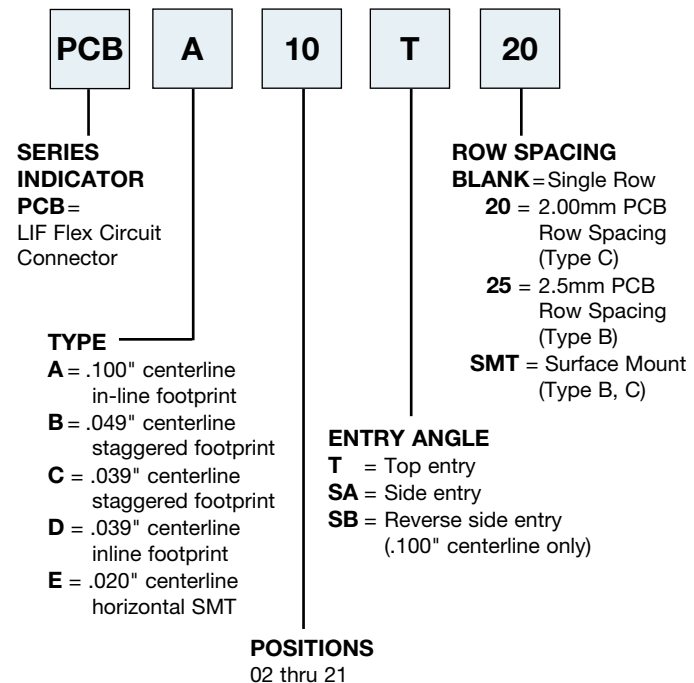 PCB A 10 T 20
SERIES
INDICATOR
PCB=
LIF Flex Circuit
Connector
TYPE
A = .100" centerline
in-line footprint
B = .049" centerline
staggered footprint
C = .039" centerline
staggered footprint
D = .039" centerline
inline footprint
E = .020" centerline
horizontal SMT
POSITIONS
02 thru 21
ENTRY ANGLE
T = Top entry
SA = Side entry
SB = Reverse side entry
(.100" centerline only)
ROW SPACING
BLANK=Single Row
20 = 2.00mm PCB
Row Spacing
(Type C)
25 = 2.5mm PCB
Row Spacing
(Type B)
SMT = Surface Mount
(Type B, C)